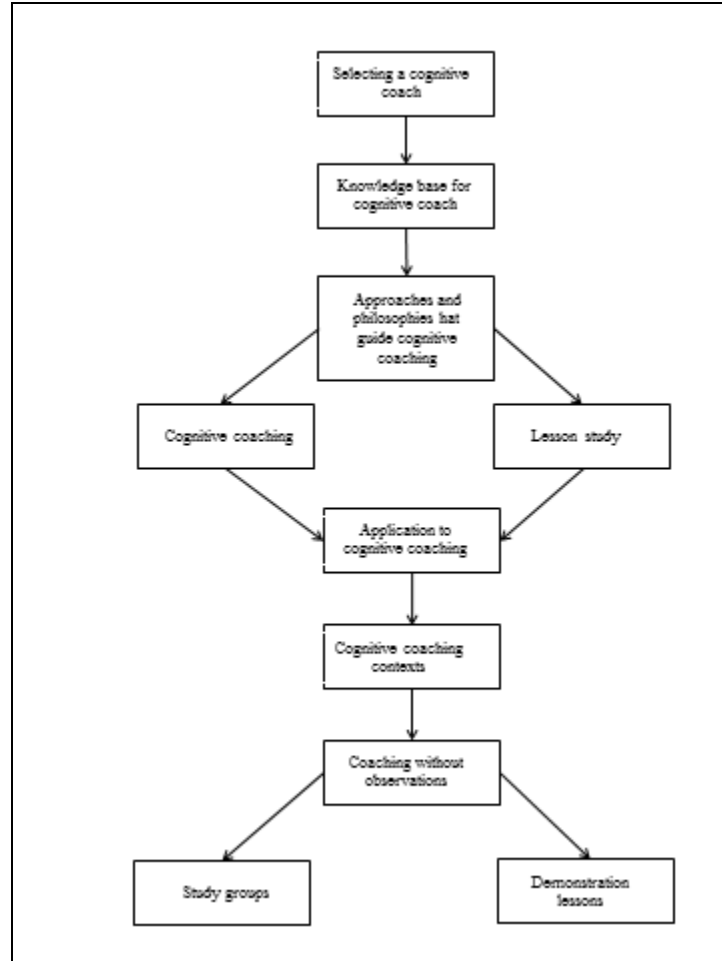 Selecting a cognitive
coach
Knowledge base for
cognitive coach
Approaches and
philosophies hat
guide cognitive
coaching
Cognitive coaching
Lesson study
Application to
cognitive coaching
Cognitive coaching
contexts
Coaching without
observations
Study groups
Demonstration
lessons